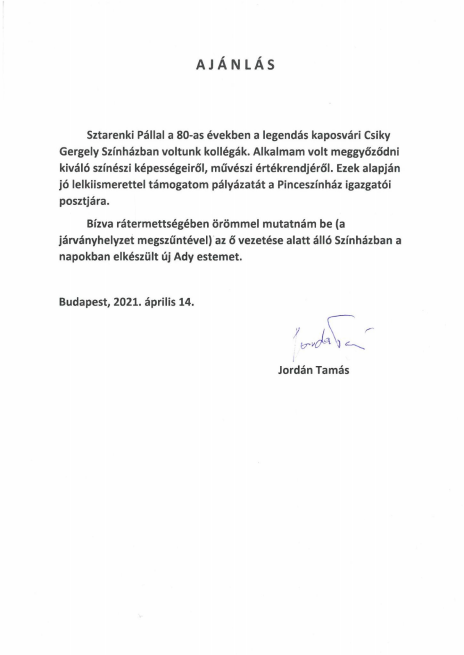 AJÁNLÁS
Sztarenki Pállal a 80-as években a legendás kaposvári Csiky
Gergely Színházban voltunk kollégák. Alkalmam volt meggyőződni
kiváló színészi képességeiről, művészi értékrendjéről. Ezek alapján
jó lelkiismerettel támogatom pályázatát a Pinceszínház igazgatói
posztjára.
Bízva rátermettségében örömmel mutatnám be (a
járványhelyzet megszűntével) az ő vezetése alatt álló Színházban a
napokban elkészült új Ady estemet.
Budapest, 2021. április 14.
Jordán Tamás